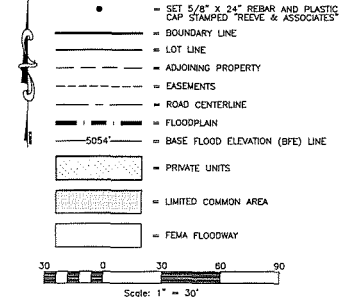 = SET 5/8" X 24" REBAR AND PLASTIC
CAP STAMPED "REEVE & ASSOCIATES"
= BOUNDARY LINE
= LOT LINE
= ADJOINING PROPERTY
= EASEMENTS
= ROAD CENTERLINE
= FLOODPLAIN
5054' = BASE FLOOD ELEVATION (BFE) LINE
= PRIVATE UNITS
= LIMITED COMMON AREA
= FEMA FLOODWAY
30 0 30 60 90
Scale: 1" = 30'